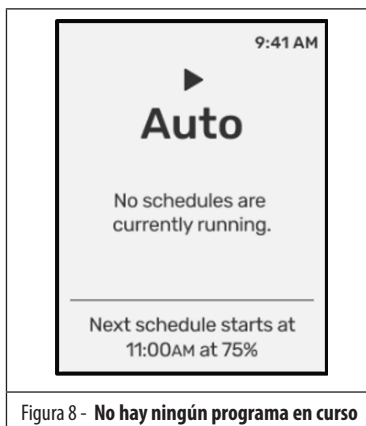 9:41 AM
Auto
No schedules are
currently running.
Next schedule starts at
11:00AM at 75%
Figura 8 - No hay ningún programa en curso